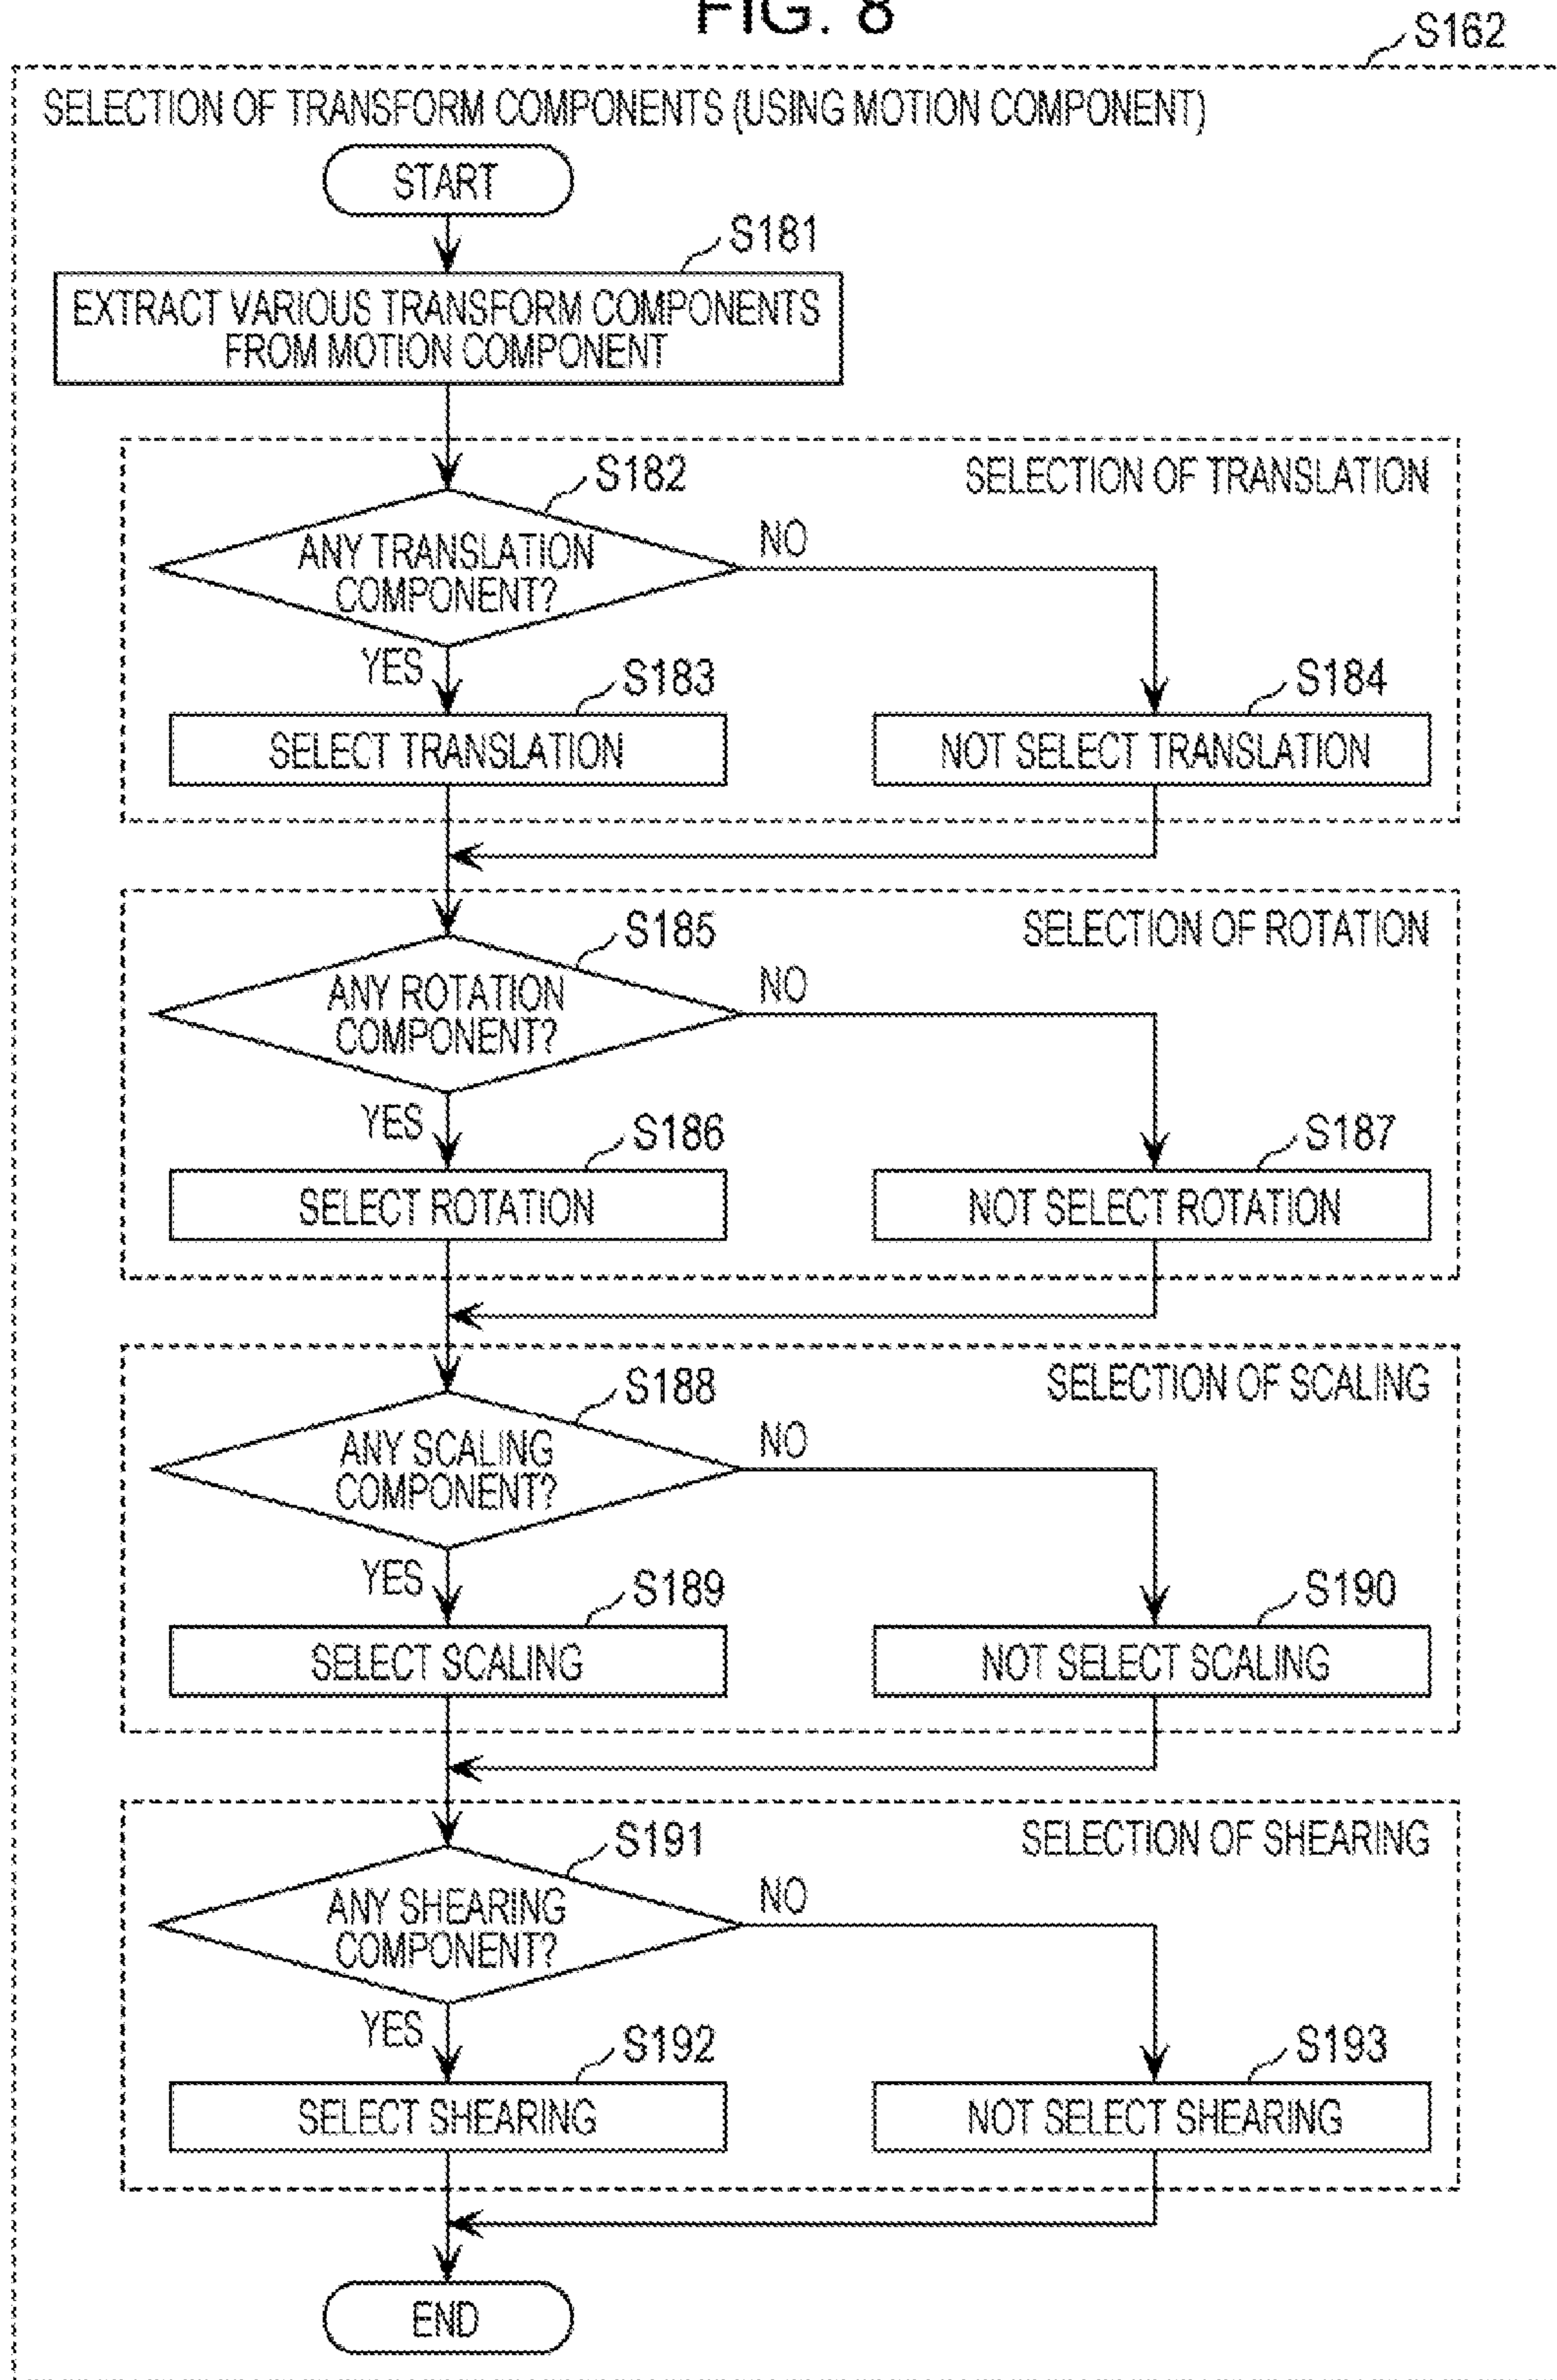 FIG. 8
S162
SELECTION OF TRANSFORM COMPONENTS (USING MOTION COMPONENT)
START
S181
EXTRACT VARIOUS TRANSFORM COMPONENTS
FROM MOTION COMPONENT
SELECTION OF TRANSLATION
S182
ANY TRANSLATION
COMPONENT?
NO
YES
S183
S184
SELECT TRANSLATION
NOT SELECT TRANSLATION
SELECTION OF ROTATION
S185
ANY ROTATION
COMPONENT?
NO
YES
S186
S187
SELECT ROTATION
NOT SELECT ROTATION
SELECTION OF SCALING
S188
ANY SCALING
COMPONENT?
NO
YES
S189
S190
SELECT SCALING
NOT SELECT SCALING
SELECTION OF SHEARING
S191
ANY SHEARING
COMPONENT?
NO
YES
S192
S193
SELECT SHEARING
NOT SELECT SHEARING
END